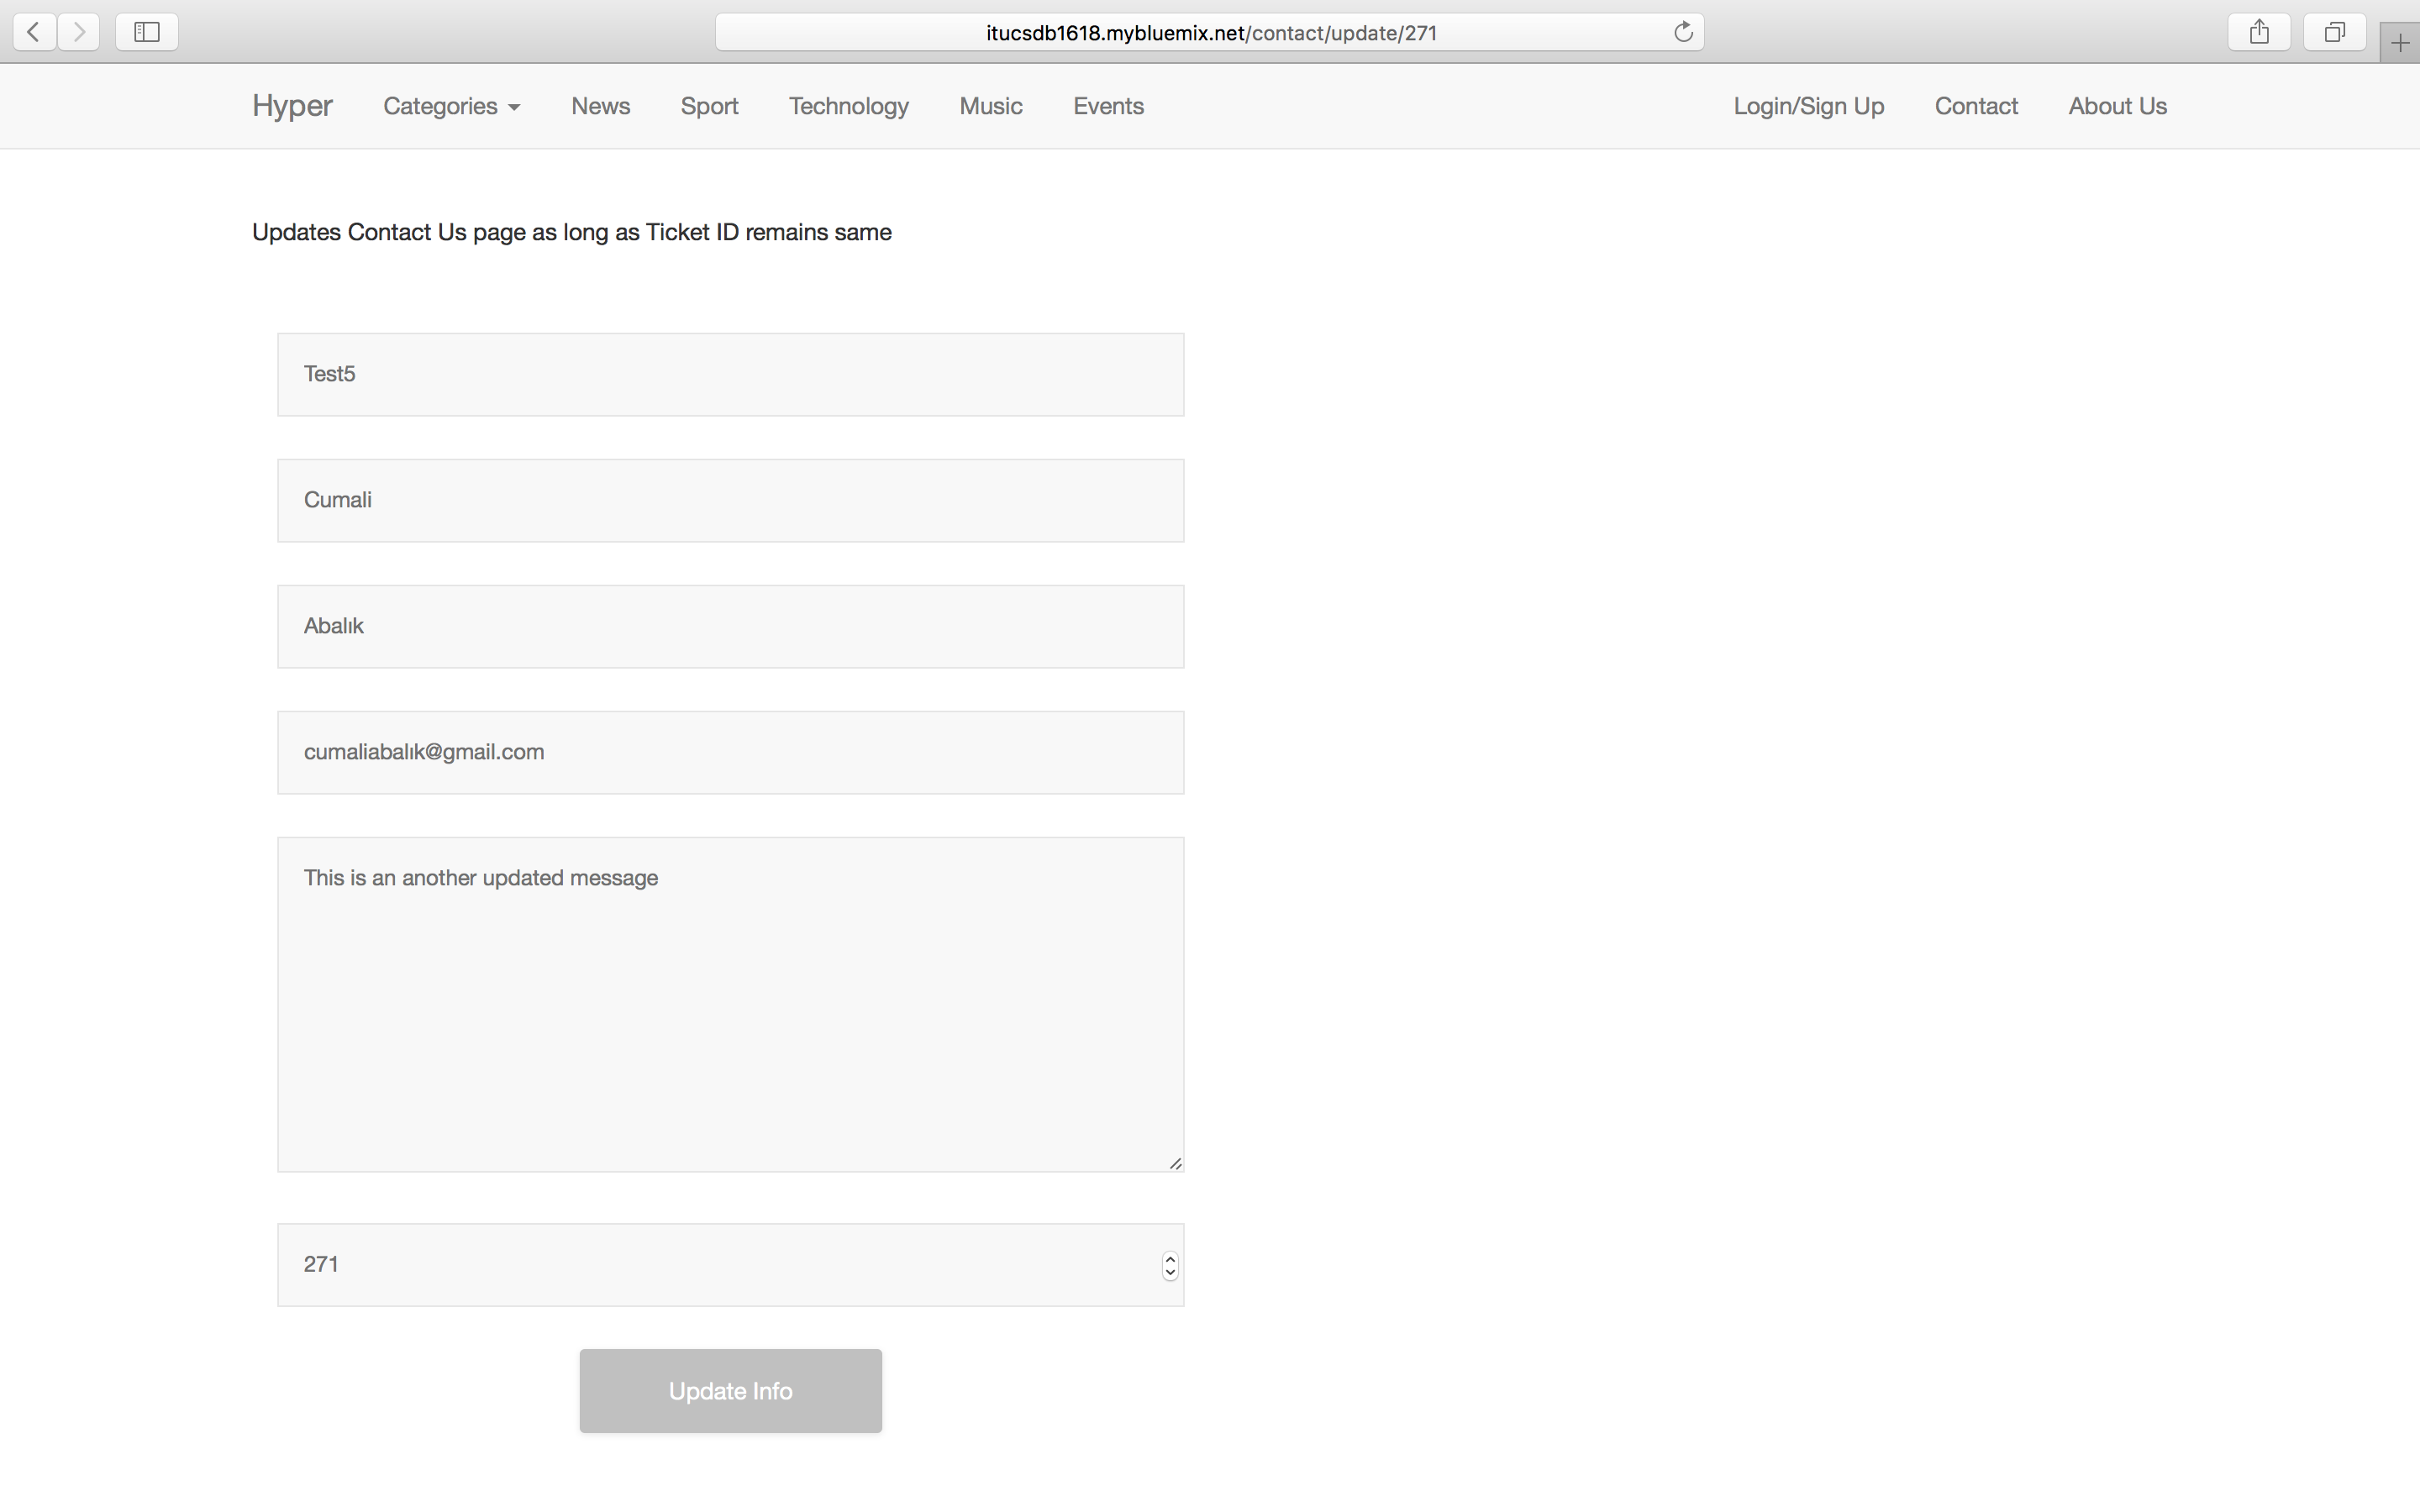 itucsdb1618.mybluemix.net/contact/update/271
Hyper Categories News Sport Technology Music Events Login/Sign Up Contact About Us
Updates Contact Us page as long as Ticket ID remains same
Test5
Cumali
Abalık
cumaliabalık@gmail.com
This is an another updated message
271
Update Info